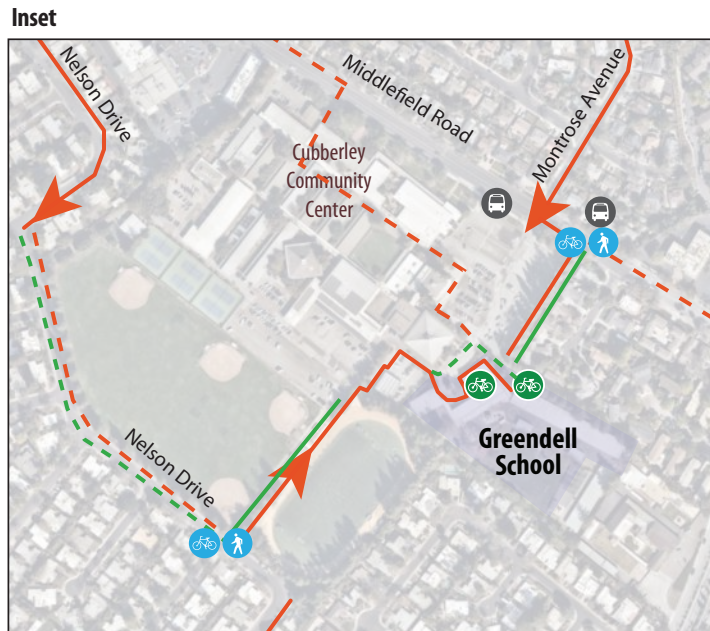 Inset
Nelson Drive
Middlefield Road
Montrose Avenue
Cubberley
Community
Center
Greendell
School
Nelson Drive